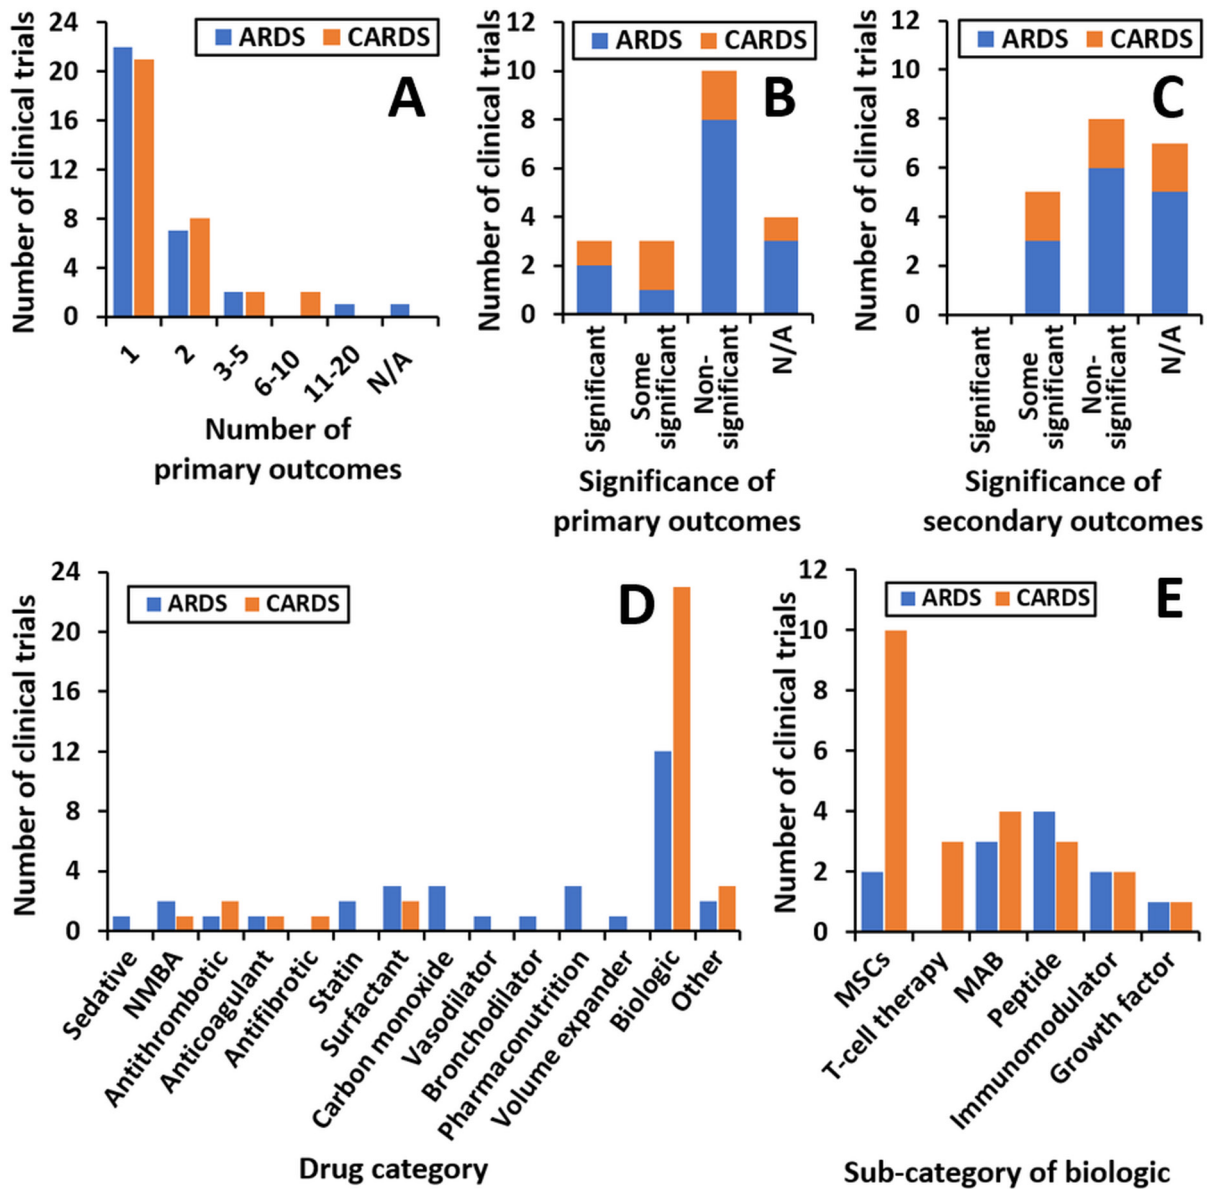 A
ARDS CARDS
Number of clinical trials
24
20
16
12
8
4
0
1
2
3-5
6-10
11-20
N/A
Number of
primary outcomes
B
ARDS CARDS
Number of clinical trials
12
10
8
6
4
2
0
Significant
Some
significant
Non-
significant
N/A
Significance of
primary outcomes
C
ARDS CARDS
Number of clinical trials
12
10
8
6
4
2
0
Significant
Some
significant
Non-
significant
N/A
Significance of
secondary outcomes
D
ARDS CARDS
Number of clinical trials
24
20
16
12
8
4
0
Sedative
NMBA
Antithrombotic
Anticoagulant
Antifibrotic
Statin
Surfactant
Carbon monoxide
Vasodilator
Bronchodilator
Pharmaconutrition
Volume expander
Biologic
Other
Drug category
E
ARDS CARDS
Number of clinical trials
12
10
8
6
4
2
0
MSCs
T-cell therapy
MAB
Peptide
Immunomodulator
Growth factor
Sub-category of biologic